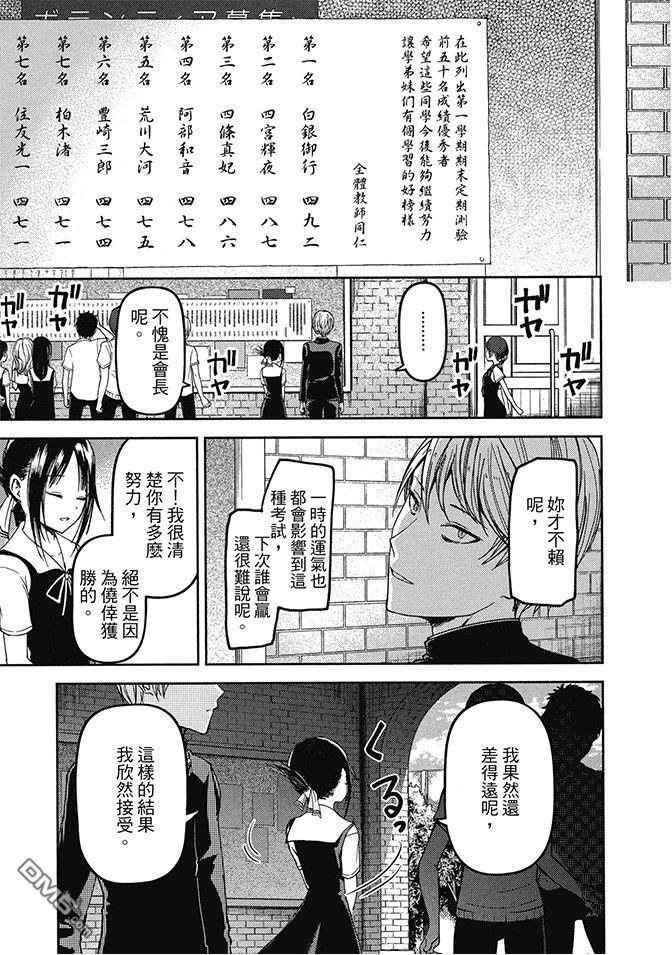 ボランティア募集
在此列出第一學期期末定期測驗
前五十名成績優秀者
希望這些同學今後能夠繼續努力
讓學弟妹们有個學習的好榜樣
全體教師同仁
第一名 白銀御行 四九二
第二名 四宮輝夜 四八七
第三名 四條真妃 四八六
第四名 阿部和音 四七八
第五名 荒川大河 四七五
第六名 豐崎三郎 四七四
第七名 柏木渚 四七一
第七名 住友光一 四七一
ガヤ
ガヤ
………
ガヤ
ガヤ
不愧是會長
呢。
妳才不賴
呢，
一時的運氣也
都會影響到這
種考試，
下次誰會贏
還很難說呢。
不！我很清
楚你有多麼
努力，
絕不是因
為僥倖獲
勝的。
我果然還
差得遠呢，
くるっ
這樣的結果
我欣然接受。